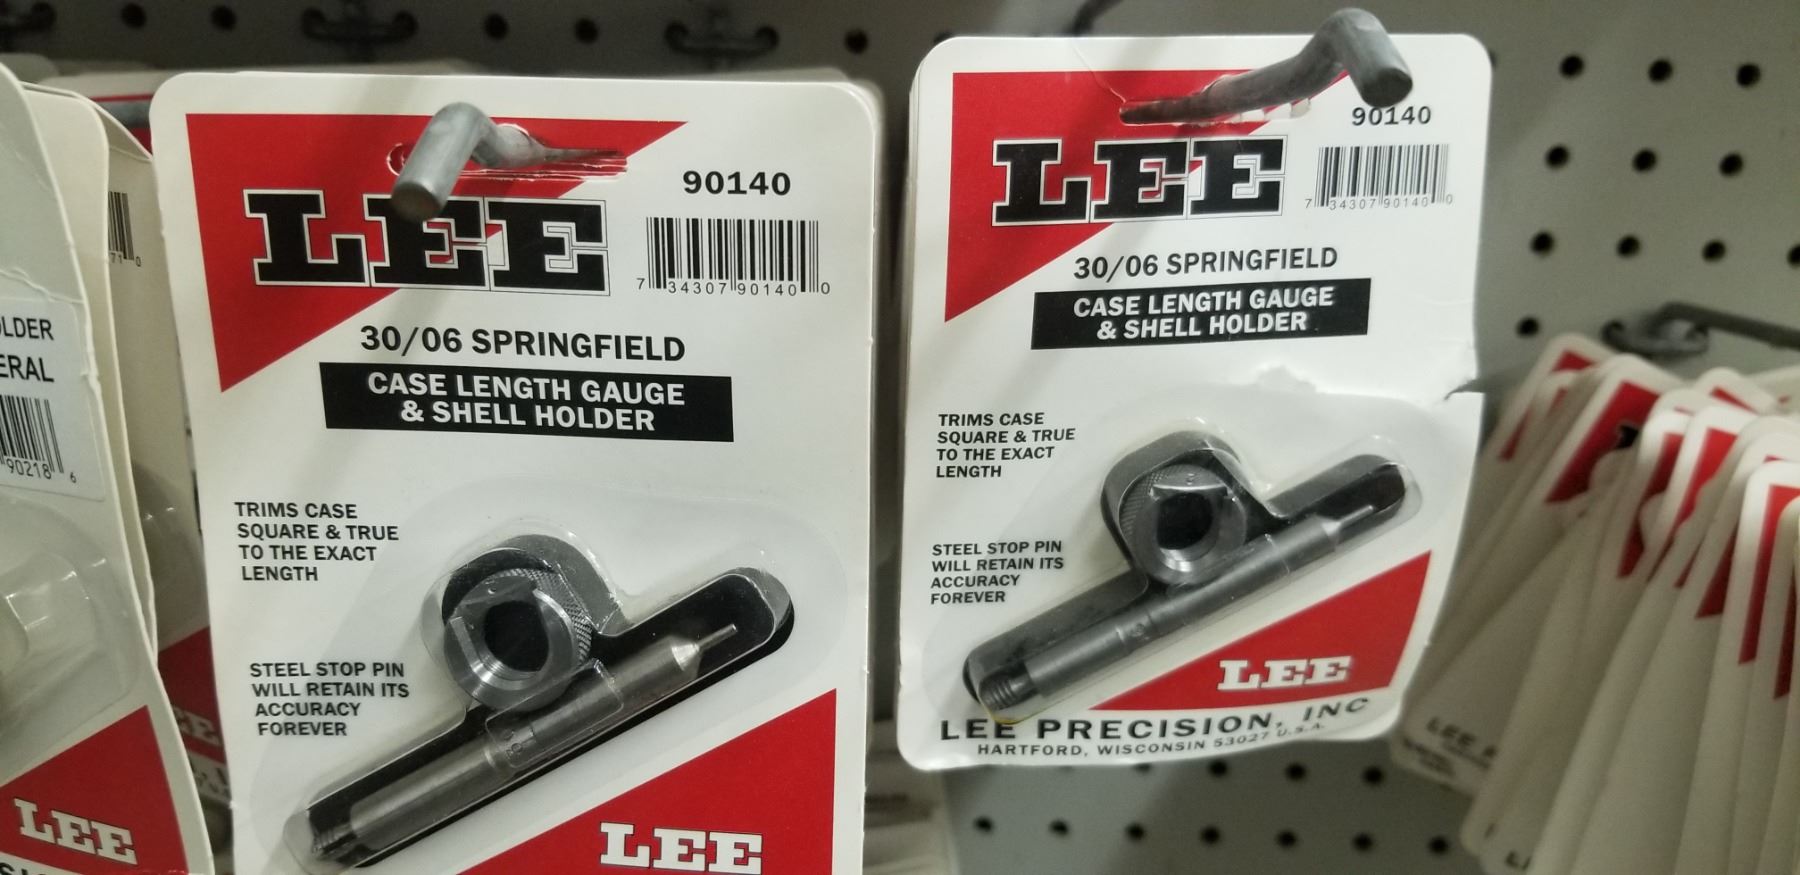 LEE
90140
7 34307 90140 0
30/06 SPRINGFIELD
CASE LENGTH GAUGE
& SHELL HOLDER
TRIMS CASE
SQUARE & TRUE
TO THE EXACT
LENGTH
STEEL STOP PIN
WILL RETAIN ITS
ACCURACY
FOREVER
LEE
LEE
90140
7 34307 90140 0
30/06 SPRINGFIELD
CASE LENGTH GAUGE
& SHELL HOLDER
TRIMS CASE
SQUARE & TRUE
TO THE EXACT
LENGTH
STEEL STOP PIN
WILL RETAIN ITS
ACCURACY
FOREVER
LEE
LEE PRECISION, INC
HARTFORD, WISCONSIN 53027 U.S.A.
OLDER
ERAL
90218 6
LEE
LEE